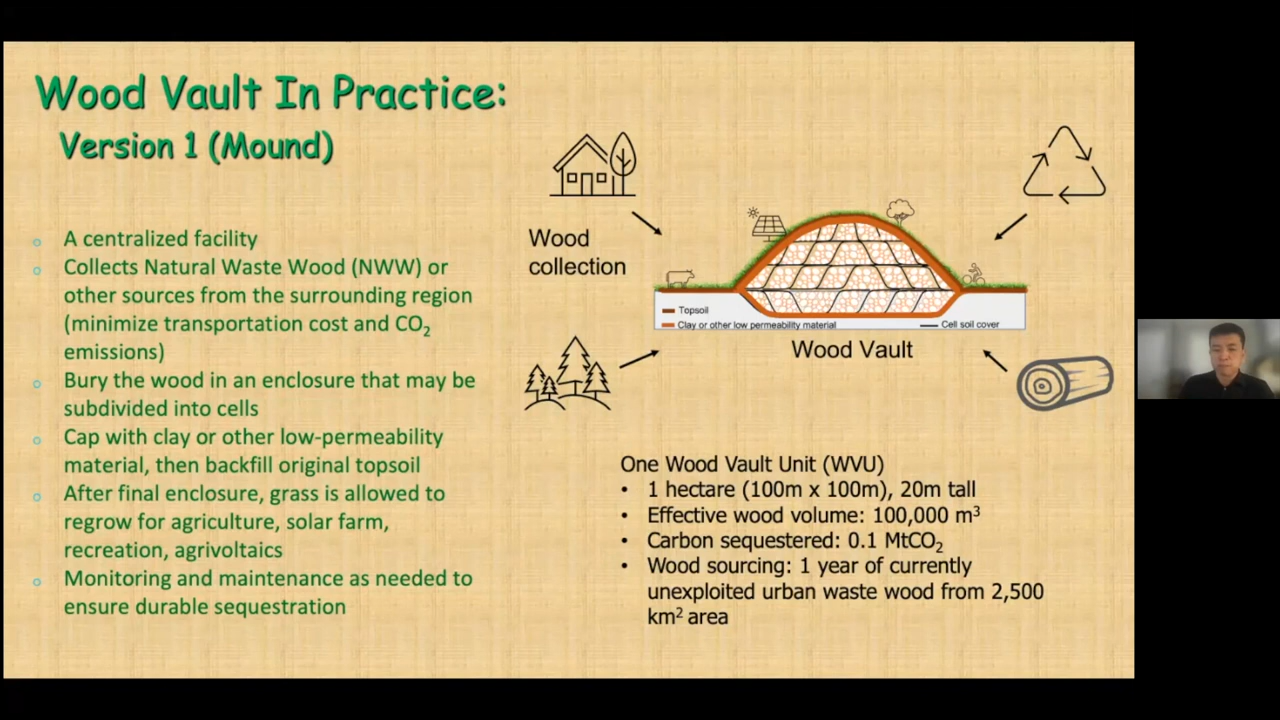 Wood Vault In Practice:
Version 1 (Mound)
A centralized facility
Collects Natural Waste Wood (NWW) or
other sources from the surrounding region
(minimize transportation cost and CO₂
emissions)
Bury the wood in an enclosure that may be
subdivided into cells
Cap with clay or other low-permeability
material, then backfill original topsoil
After final enclosure, grass is allowed to
regrow for agriculture, solar farm,
recreation, agrivoltaics
Monitoring and maintenance as needed to
ensure durable sequestration
Wood
collection
Topsoil
Clay or other low permeability material
Cell soil cover
Wood Vault
One Wood Vault Unit (WVU)
• 1 hectare (100m x 100m), 20m tall
• Effective wood volume: 100,000 m³
• Carbon sequestered: 0.1 MtCO₂
• Wood sourcing: 1 year of currently
unexploited urban waste wood from 2,500
km² area